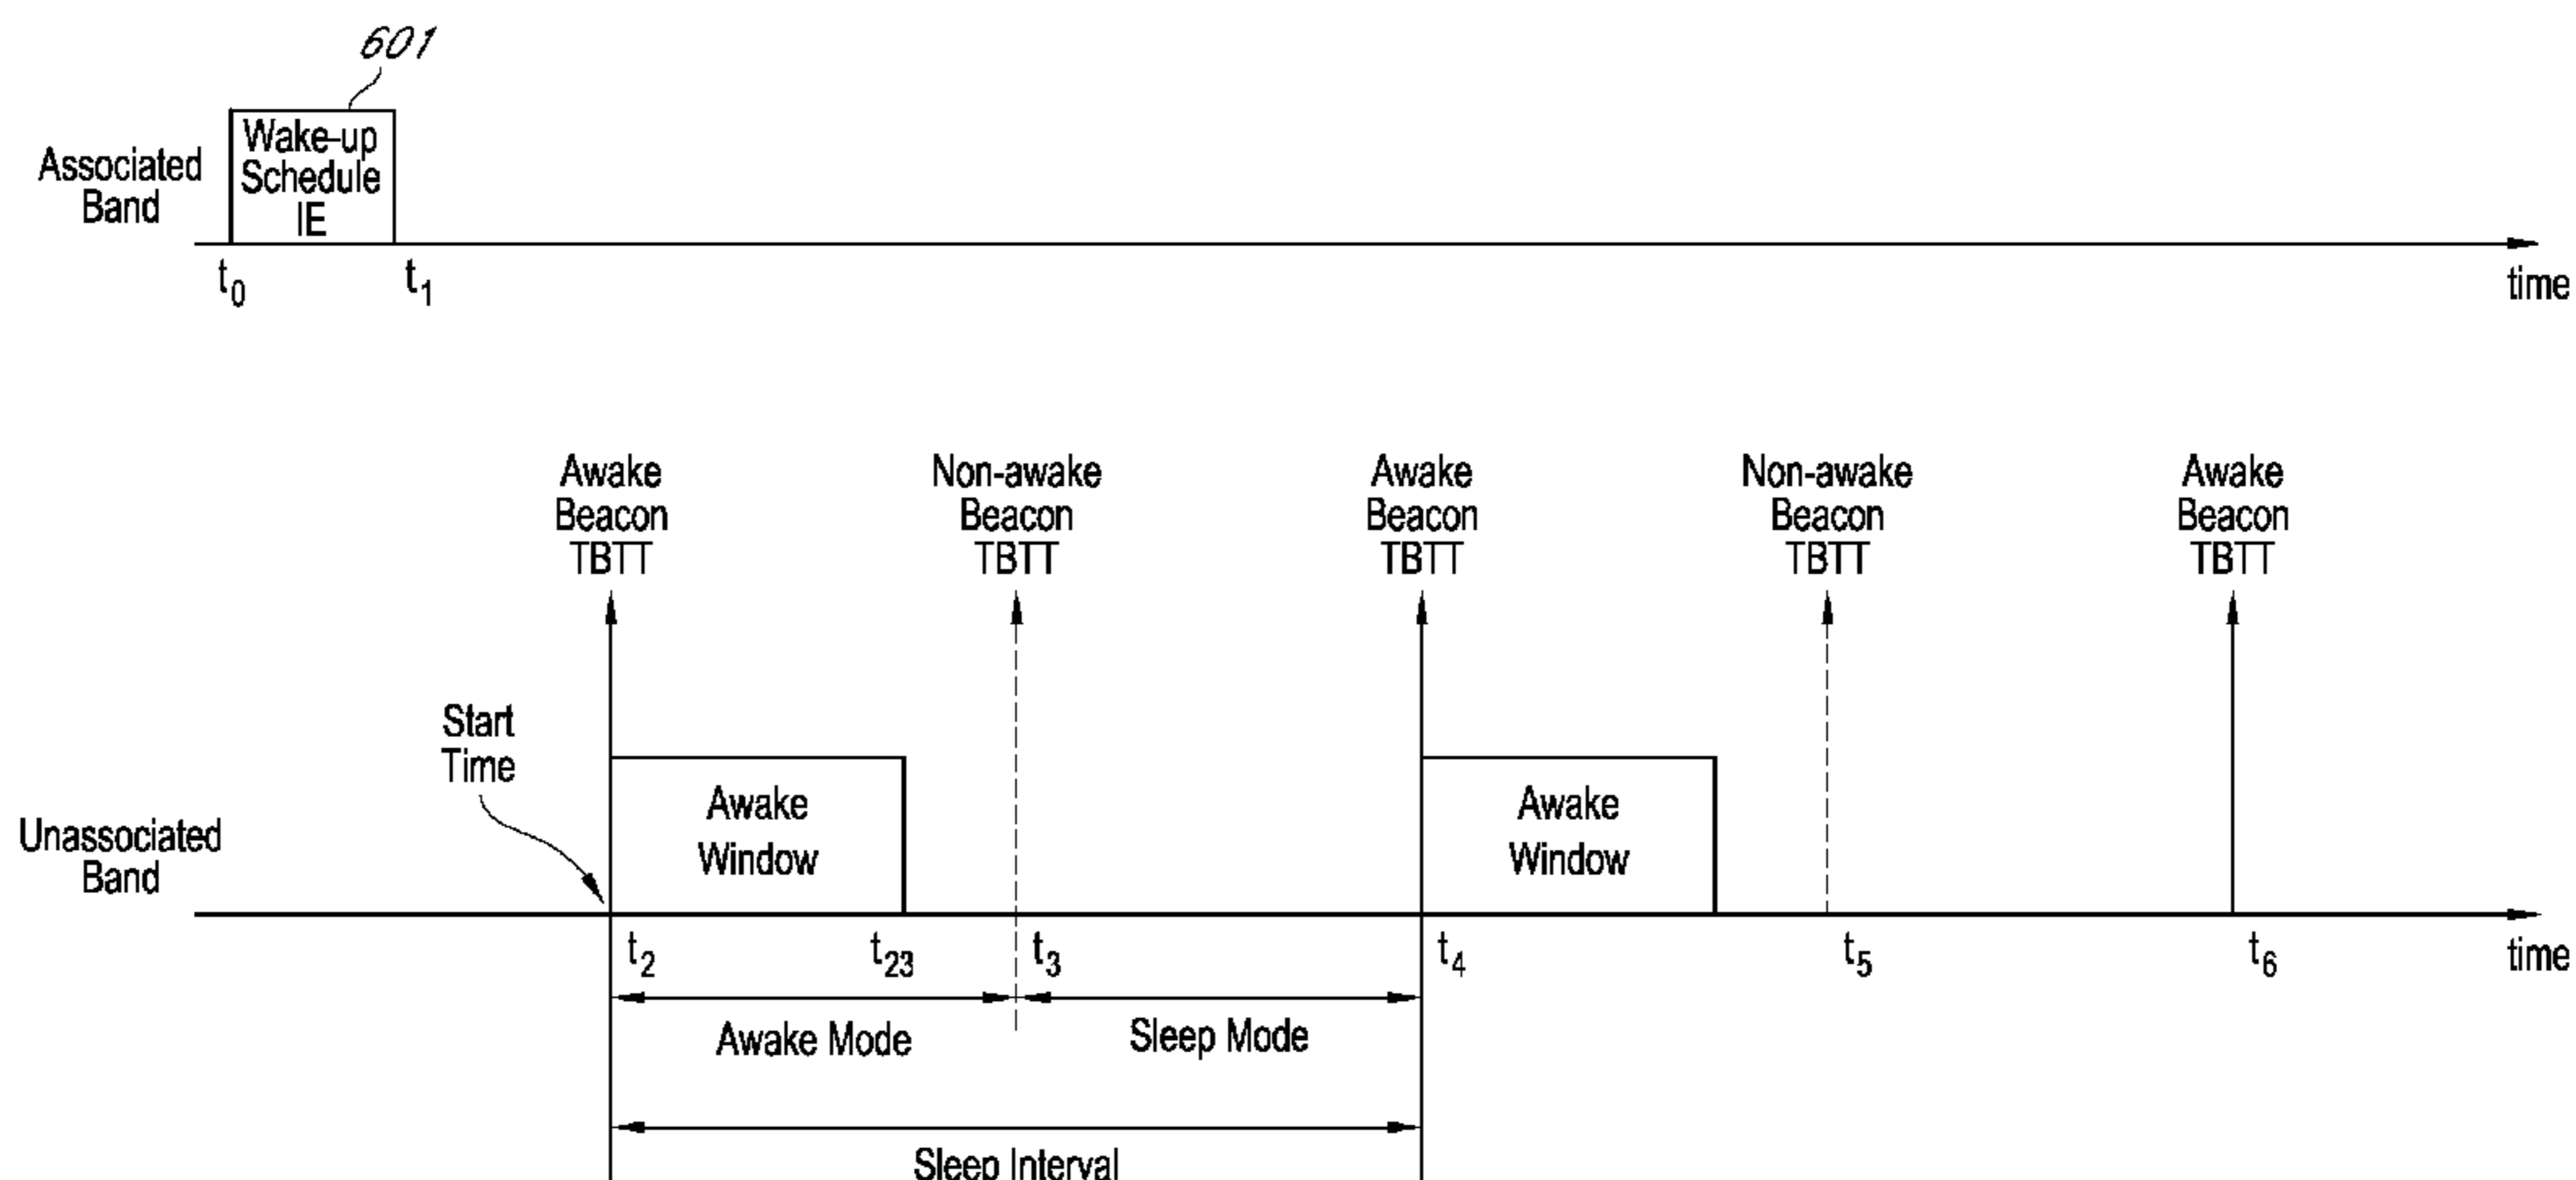 601
Wake-up
Schedule
IE
Associated
Band
t0
t1
time
Awake
Beacon
TBTT
Non-awake
Beacon
TBTT
Awake
Beacon
TBTT
Non-awake
Beacon
TBTT
Awake
Beacon
TBTT
Start
Time
Awake
Window
Awake
Window
Unassociated
Band
t2
t23
t3
t4
t5
t6
time
Awake Mode
Sleep Mode
Sleep Interval